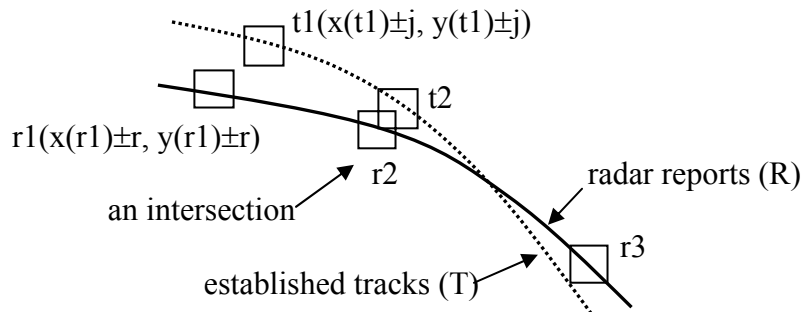 t1(x(t1)±j, y(t1)±j)
t2
r1(x(r1)±r, y(r1)±r)
r2
radar reports (R)
an intersection
r3
established tracks (T)